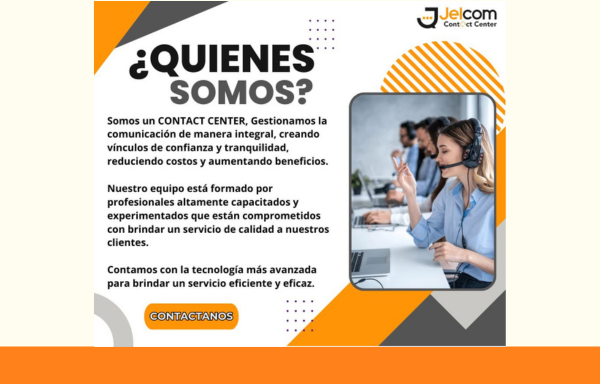 Jelcom
Contact Center
¿QUIENES
SOMOS?
Somos un CONTACT CENTER, Gestionamos la
comunicación de manera integral, creando
vínculos de confianza y tranquilidad,
reduciendo costos y aumentando beneficios.
Nuestro equipo está formado por
profesionales altamente capacitados y
experimentados que están comprometidos
con brindar un servicio de calidad a nuestros
clientes.
Contamos con la tecnología más avanzada
para brindar un servicio eficiente y eficaz.
CONTACTANOS